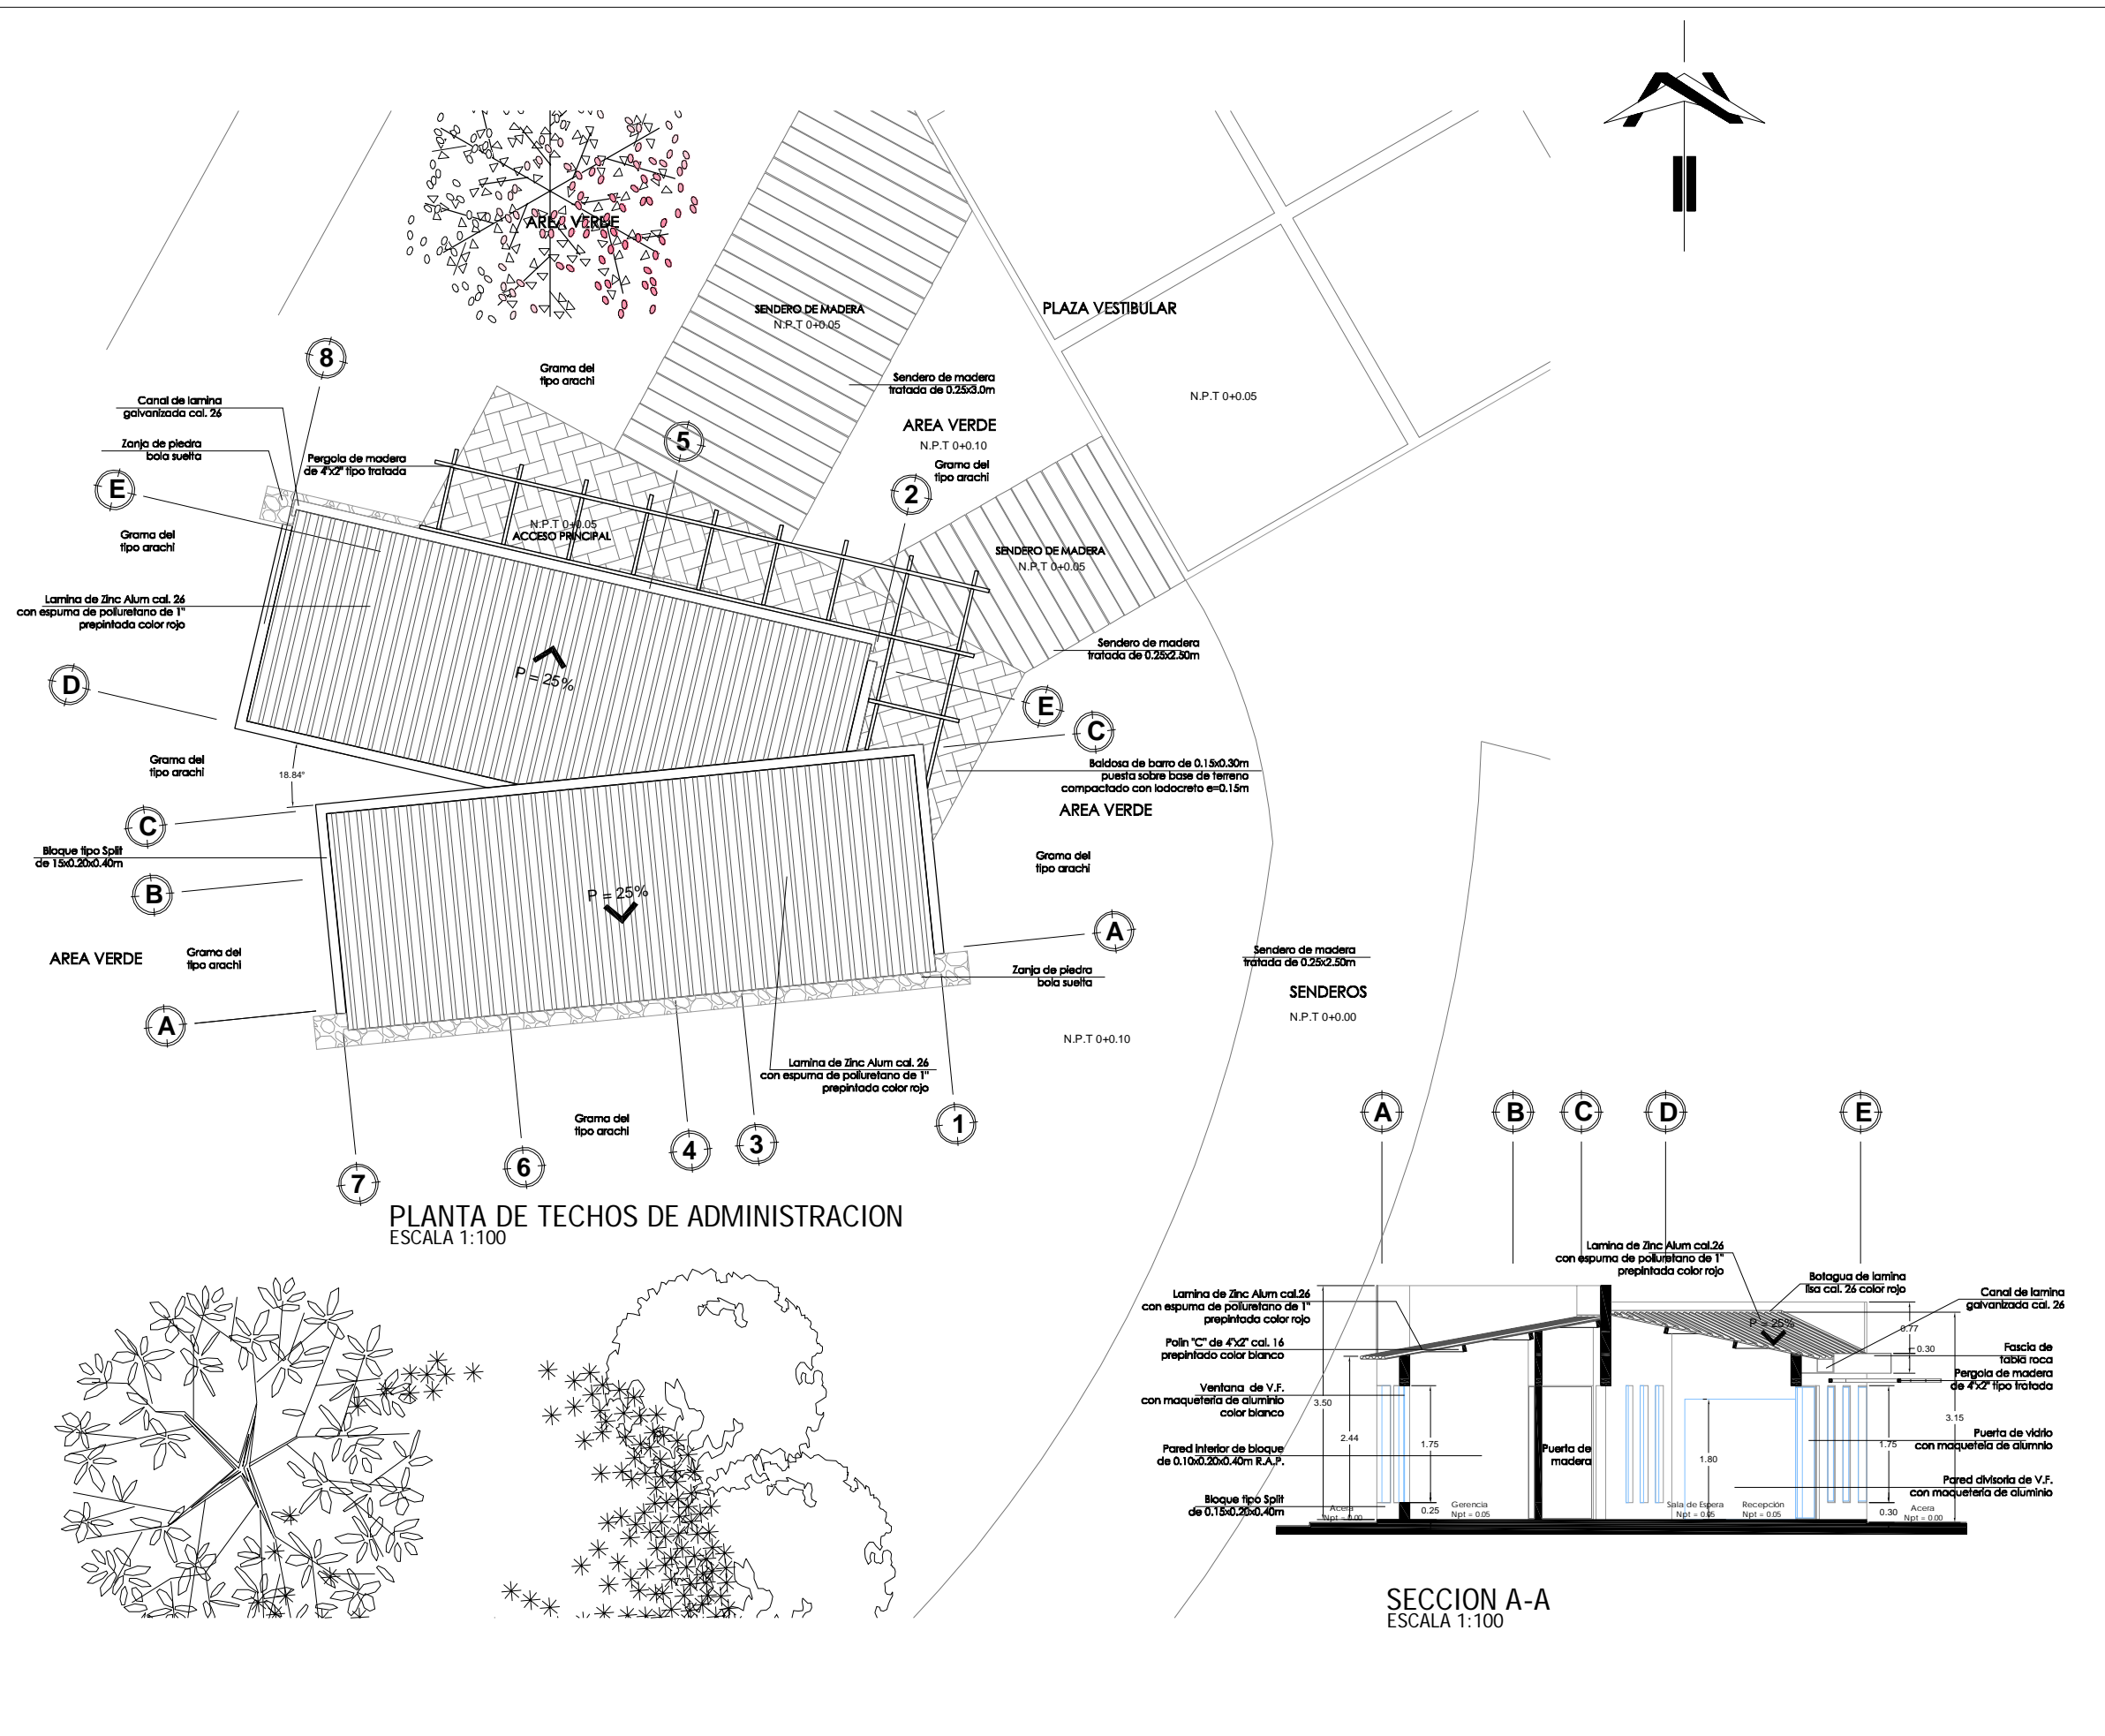 AREA VERDE
SENDERO DE MADERA
N.P.T 0+0.05
PLAZA VESTIBULAR
N.P.T 0+0.05
8
Grama del
tipo arachi
Sendero de madera
tratada de 0.25x3.0m
Canal de lamina
galvanizada cal. 26
AREA VERDE
N.P.T 0+0.10
Grama del
tipo arachi
5
Zanja de piedra
bola suelta
Pergola de madera
de 4"x2" tipo tratada
E
2
N.P.T 0+0.05
ACCESO PRINCIPAL
Grama del
tipo arachi
SENDERO DE MADERA
N.P.T 0+0.05
Lamina de Zinc Alum cal. 26
con espuma de poliuretano de 1"
prepintada color rojo
Sendero de madera
tratada de 0.25x2.50m
P = 25%
D
E
C
Grama del
tipo arachi
18.84°
Baldosa de barro de 0.15x0.30m
puesta sobre base de terreno
compactado con lodocreto e=0.15m
AREA VERDE
C
Bloque tipo Split
de 15x0.20x0.40m
Grama del
tipo arachi
B
P = 25%
A
AREA VERDE
Grama del
tipo arachi
Zanja de piedra
bola suelta
Sendero de madera
tratada de 0.25x2.50m
SENDEROS
N.P.T 0+0.00
A
N.P.T 0+0.10
Lamina de Zinc Alum cal. 26
con espuma de poliuretano de 1"
prepintada color rojo
Grama del
tipo arachi
7
6
4
3
1
PLANTA DE TECHOS DE ADMINISTRACION
ESCALA 1:100
A
B
C
D
E
Lamina de Zinc Alum cal.26
con espuma de poliuretano de 1"
prepintada color rojo
Botagua de lamina
lisa cal. 26 color rojo
Canal de lamina
galvanizada cal. 26
Lamina de Zinc Alum cal.26
con espuma de poliuretano de 1"
prepintada color rojo
P = 25%
0.77
Polin "C" de 4"x2" cal. 16
prepintado color blanco
0.30
Fascia de
tabla roca
Pergola de madera
de 4"x2" tipo tratada
Ventana de V.F.
con maqueteria de aluminio
color blanco
3.50
2.44
1.75
1.80
1.75
3.15
Puerta de vidrio
con maqueteia de alumnio
Pared interior de bloque
de 0.10x0.20x0.40m R.A.P.
Puerta de
madera
Pared divisoria de V.F.
con maqueteria de aluminio
Bloque tipo Split
de 0.15x0.20x0.40m
Acera
Npt = 0.00
0.25
Gerencia
Npt = 0.05
Sala de Espera
Npt = 0.05
Recepción
Npt = 0.05
0.30
Acera
Npt = 0.00
SECCION A-A
ESCALA 1:100